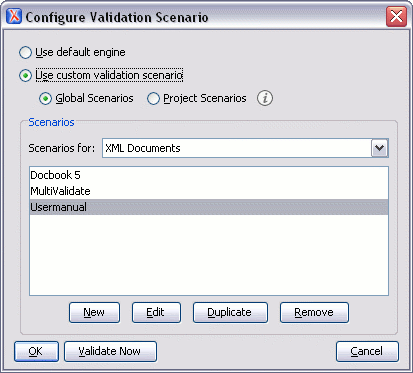 Configure Validation Scenario
Use default engine
Use custom validation scenario
Global Scenarios Project Scenarios i
Scenarios
Scenarios for: XML Documents
Docbook 5
MultiValidate
Usermanual
New Edit Duplicate Remove
OK Validate Now Cancel